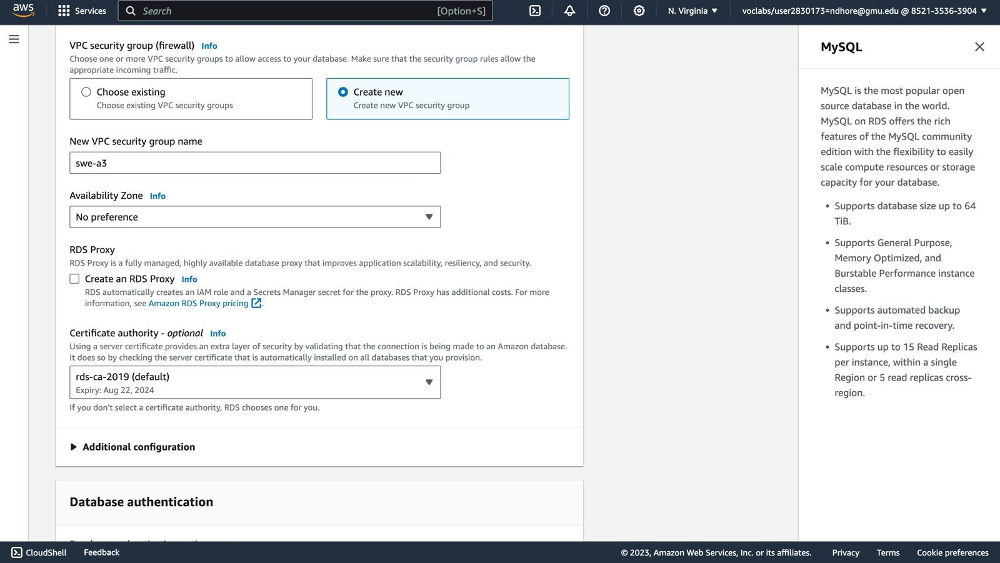 aws
Services
Search
[Option+S]
N. Virginia
voclabs/user2830173=ndhore@gmu.edu @ 8521-3536-3904
VPC security group (firewall) Info
Choose one or more VPC security groups to allow access to your database. Make sure that the security group rules allow the
appropriate incoming traffic.
Choose existing
Choose existing VPC security groups
Create new
Create new VPC security group
New VPC security group name
swe-a3
Availability Zone Info
No preference
RDS Proxy
RDS Proxy is a fully managed, highly available database proxy that improves application scalability, resiliency, and security.
Create an RDS Proxy Info
RDS automatically creates an IAM role and a Secrets Manager secret for the proxy. RDS Proxy has additional costs. For more
information, see Amazon RDS Proxy pricing.
Certificate authority - optional Info
Using a server certificate provides an extra layer of security by validating that the connection is being made to an Amazon database.
It does so by checking the server certificate that is automatically installed on all databases that you provision.
rds-ca-2019 (default)
Expiry: Aug 22, 2024
If you don't select a certificate authority, RDS chooses one for you.
Additional configuration
Database authentication
MySQL
MySQL is the most popular open
source database in the world.
MySQL on RDS offers the rich
features of the MySQL community
edition with the flexibility to easily
scale compute resources or storage
capacity for your database.
• Supports database size up to 64
TiB.
• Supports General Purpose,
Memory Optimized, and
Burstable Performance instance
classes.
• Supports automated backup
and point-in-time recovery.
• Supports up to 15 Read Replicas
per instance, within a single
Region or 5 read replicas cross-
region.
CloudShell
Feedback
© 2023, Amazon Web Services, Inc. or its affiliates.
Privacy
Terms
Cookie preferences